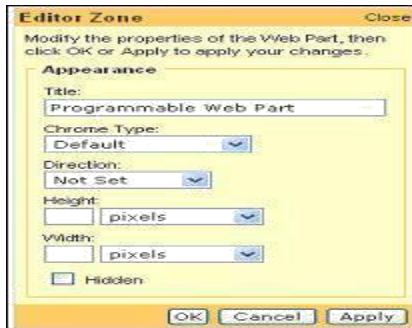 Editor Zone Close
Modify the properties of the Web Part, then
click OK or Apply to apply your changes.
Appearance
Title:
Programmable Web Part
Chrome Type:
Default
Direction:
Not Set
Height:
pixels
Width:
pixels
Hidden
OK Cancel Apply